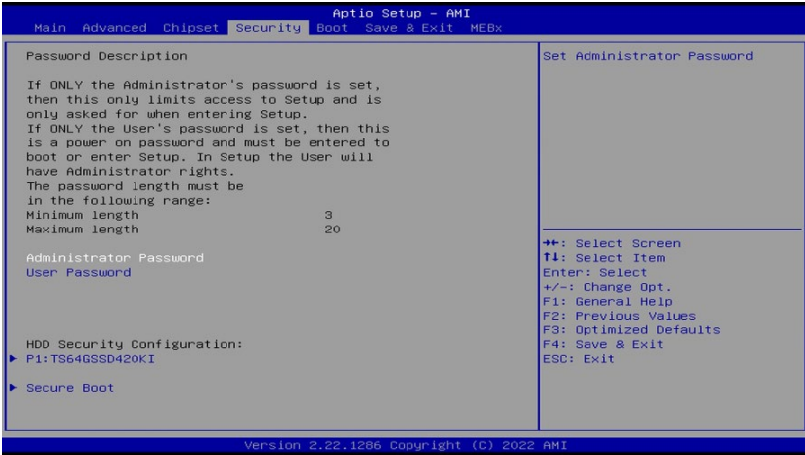 Aptio Setup - AMI
Main Advanced Chipset Security Boot Save & Exit MEBx
Password Description
If ONLY the Administrator's password is set,
then this only limits access to Setup and is
only asked for when entering Setup.
If ONLY the User's password is set, then this
is a power on password and must be entered to
boot or enter Setup. In Setup the User will
have Administrator rights.
The password length must be
in the following range:
Minimum length 3
Maximum length 20
Administrator Password
User Password
HDD Security Configuration:
P1:TS64GSSD420KI
Secure Boot
Set Administrator Password
→←: Select Screen
↑↓: Select Item
Enter: Select
+/-: Change Opt.
F1: General Help
F2: Previous Values
F3: Optimized Defaults
F4: Save & Exit
ESC: Exit
Version 2.22.1286 Copyright (C) 2022 AMI